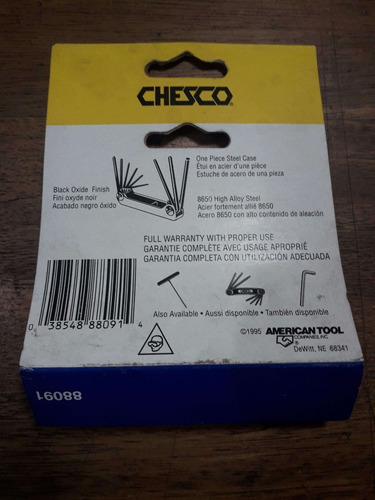 CHESCO®
One Piece Steel Case
Étui en acier d'une pièce
Estuche de acero de una pieza
Black Oxide Finish
Fini oxyde noir
Acabado negro óxido
8650 High Alloy Steel
Acier fortement allié 8650
Acero 8650 con alto contenido de aleación
FULL WARRANTY WITH PROPER USE
GARANTIE COMPLÈTE AVEC USAGE APROPRIÉ
GARANTIA COMPLETA CON UTILIZACIÓN ADECUADA
0 38548 88091 4
Also Available • Aussi disponible • También disponible
©1995 AMERICAN TOOL
COMPANIES, INC.
®
DeWitt, NE 68341
88091